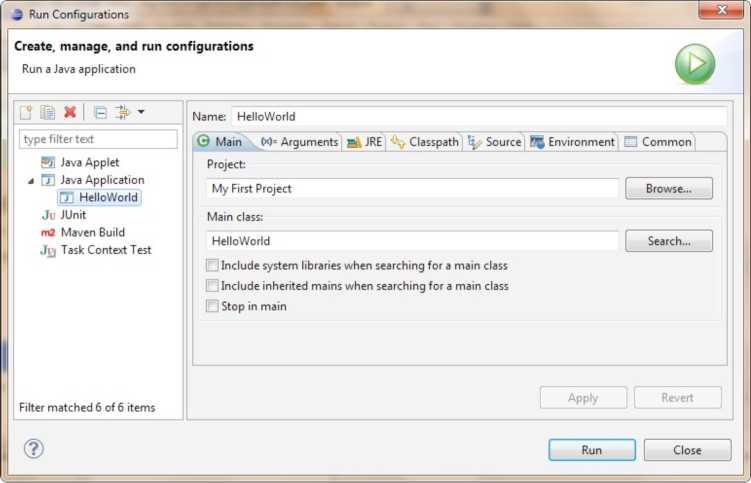 Run Configurations
X
Create, manage, and run configurations
Run a Java application
type filter text
Java Applet
Java Application
HelloWorld
Ju JUnit
m2 Maven Build
Ju Task Context Test
Filter matched 6 of 6 items
Name: HelloWorld
Main (x)= Arguments JRE Classpath Source Environment Common
Project:
My First Project Browse...
Main class:
HelloWorld Search...
Include system libraries when searching for a main class
Include inherited mains when searching for a main class
Stop in main
Apply Revert
? Run Close